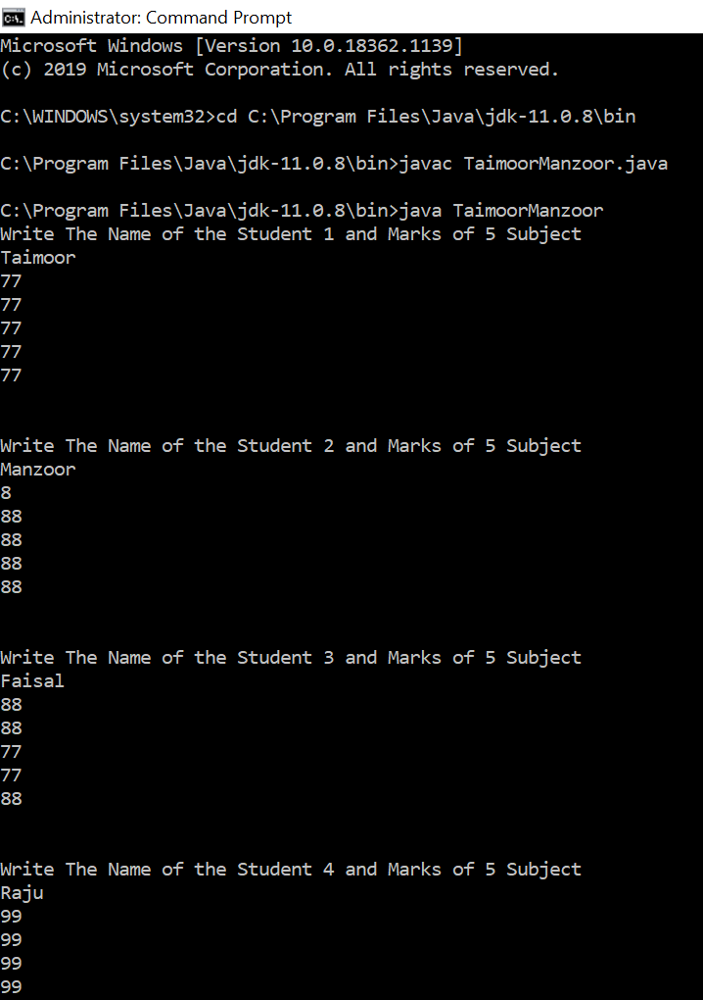 Administrator: Command Prompt
Microsoft Windows [Version 10.0.18362.1139]
(c) 2019 Microsoft Corporation. All rights reserved.
C:\WINDOWS\system32>cd C:\Program Files\Java\jdk-11.0.8\bin
C:\Program Files\Java\jdk-11.0.8\bin>javac TaimoorManzoor.java
C:\Program Files\Java\jdk-11.0.8\bin>java TaimoorManzoor
Write The Name of the Student 1 and Marks of 5 Subject
Taimoor
77
77
77
77
77
Write The Name of the Student 2 and Marks of 5 Subject
Manzoor
8
88
88
88
88
Write The Name of the Student 3 and Marks of 5 Subject
Faisal
88
88
77
77
88
Write The Name of the Student 4 and Marks of 5 Subject
Raju
99
99
99
99